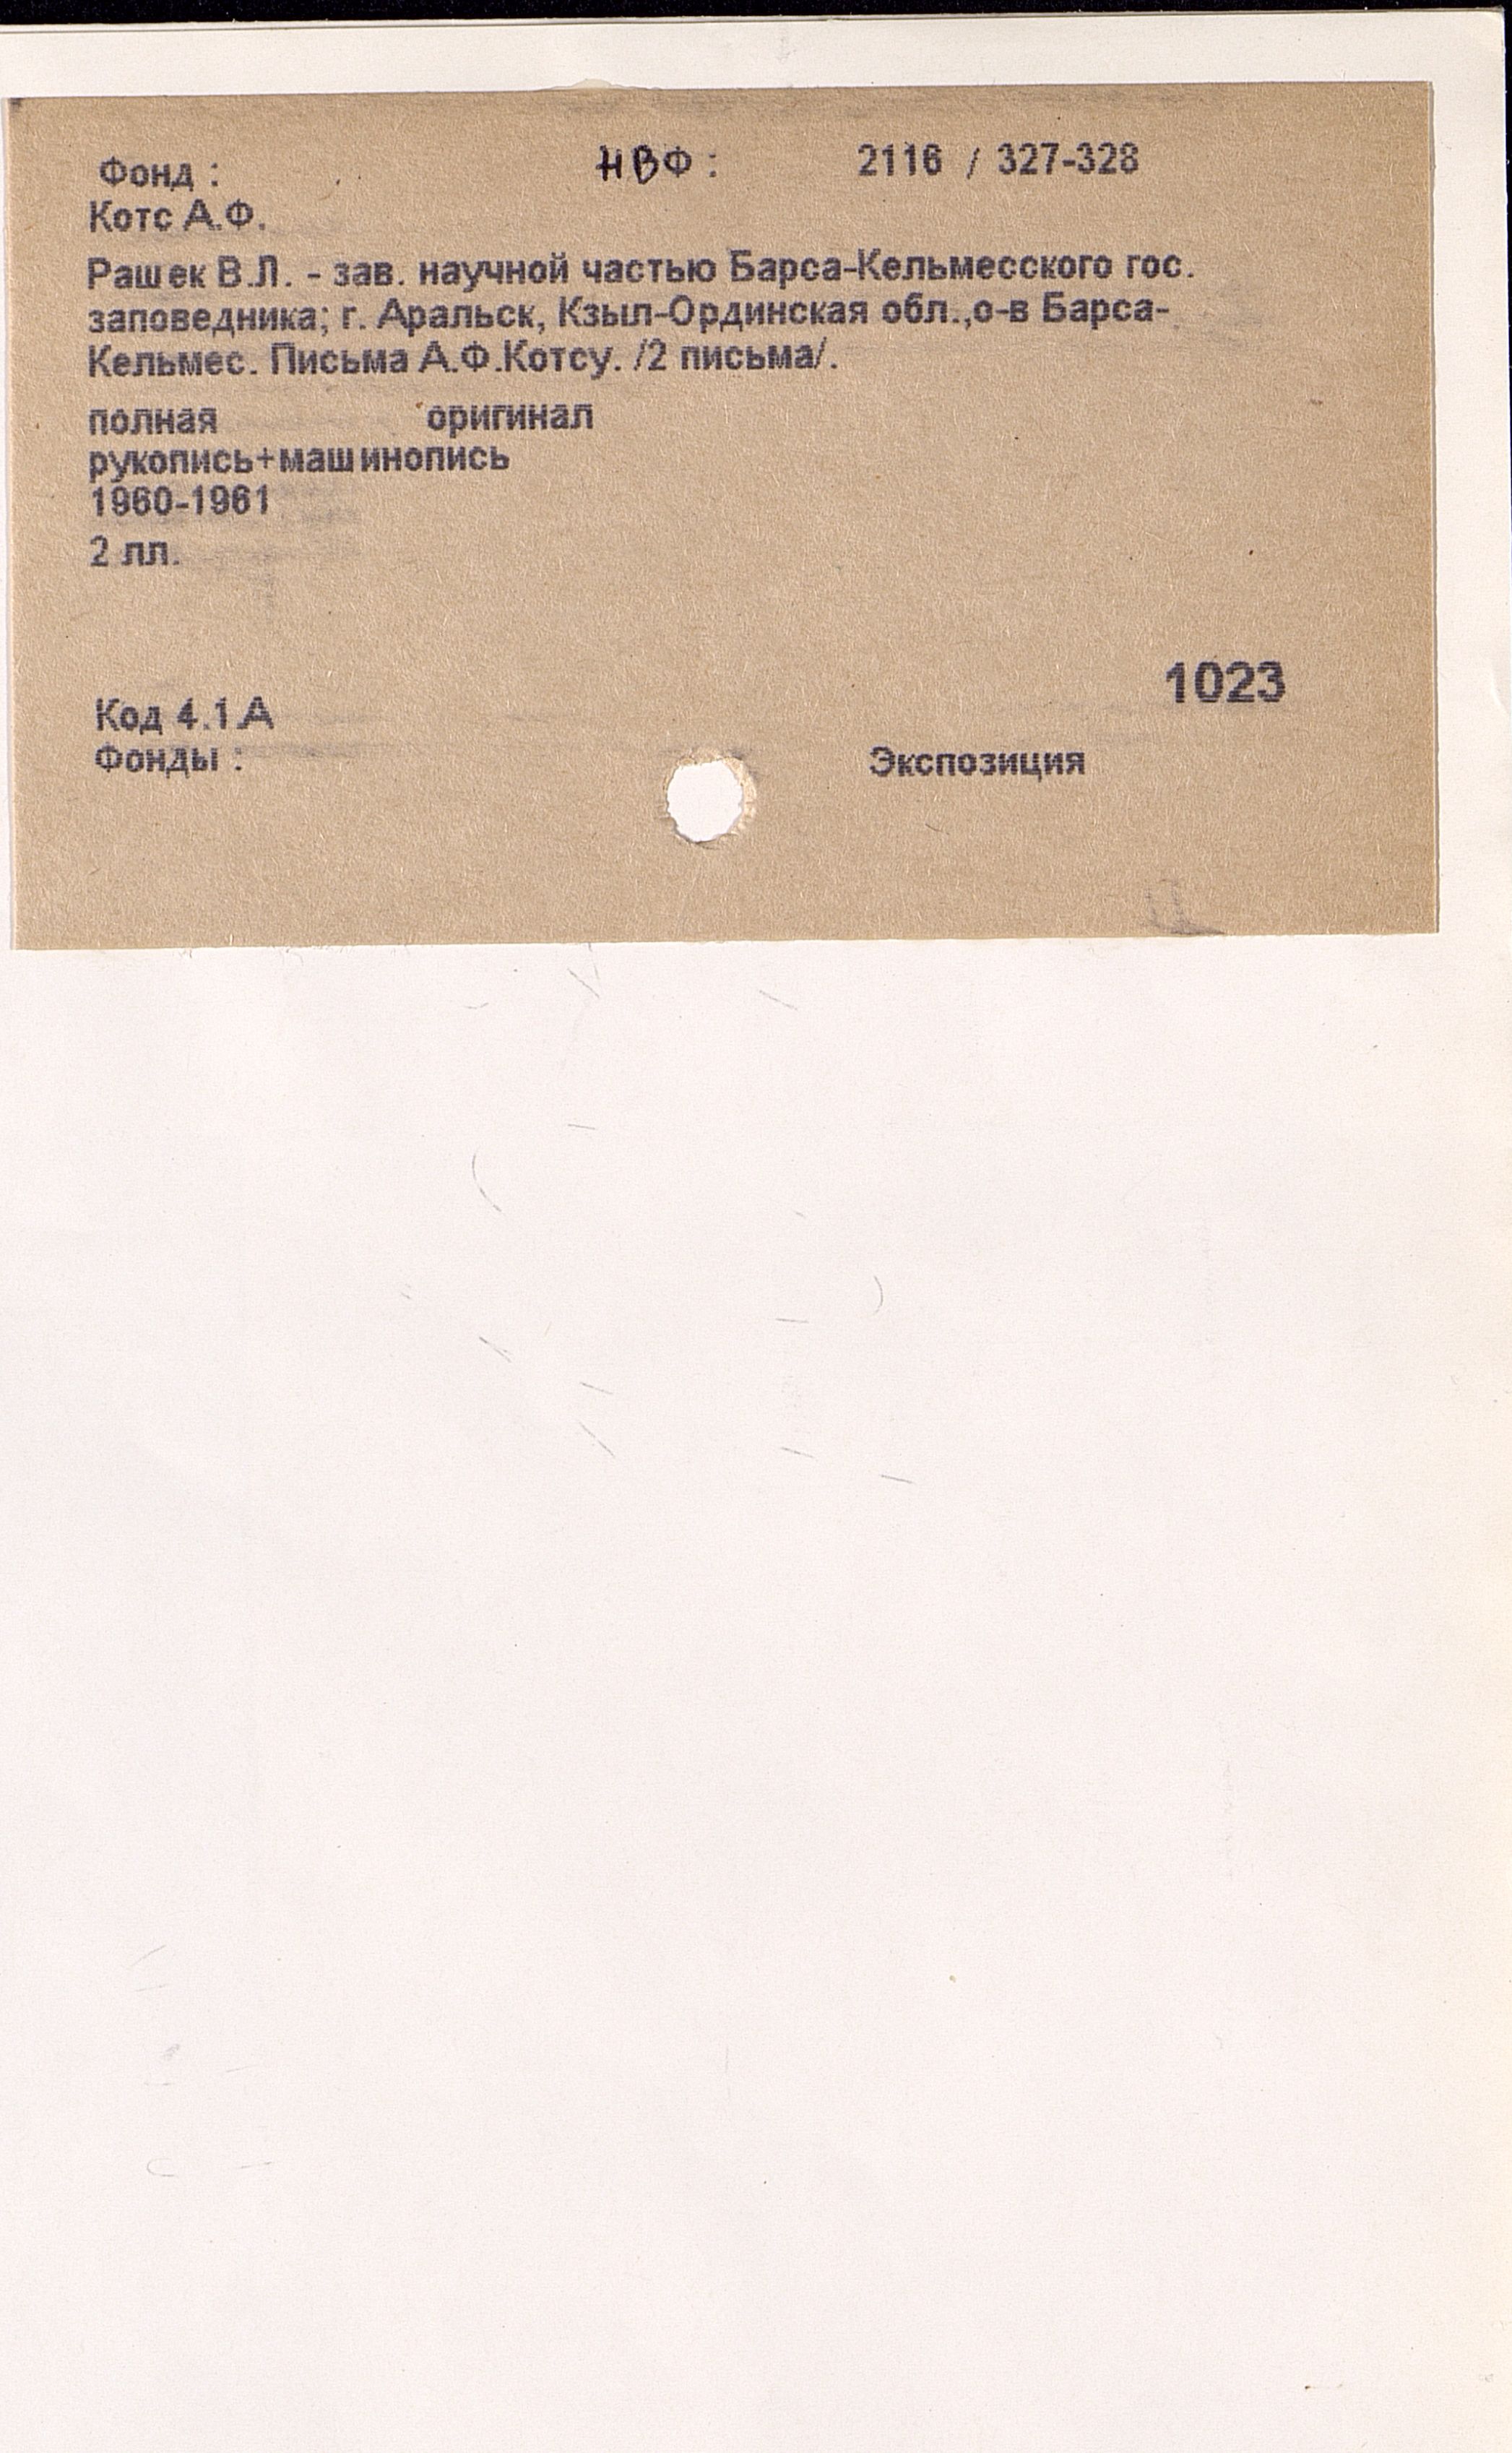 Фонд : НВФ : 2116 / 327-328
Котс А.Ф.
Рашек В.Л. - зав. научной частью Барса-Кельмесского гос.
заповедника; г. Аральск, Кзыл-Ординская обл.,о-в Барса-
Кельмес. Письма А.Ф.Котсу. /2 письма/.
полная оригинал
рукопись+машинопись
1960-1961
2 лл.
1023
Код 4.1.А
Фонды : Экспозиция